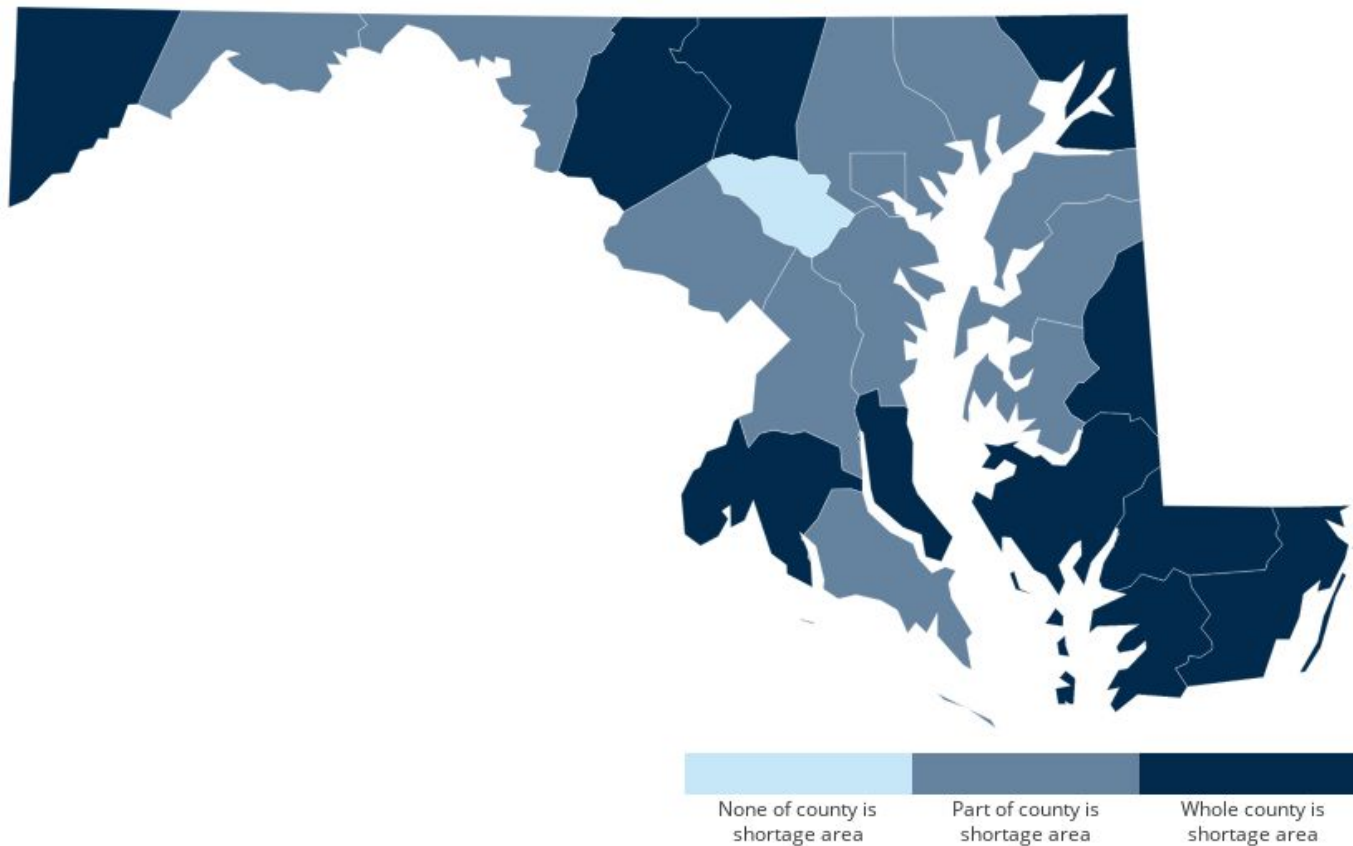 None of county is
shortage area
Part of county is
shortage area
Whole county is
shortage area